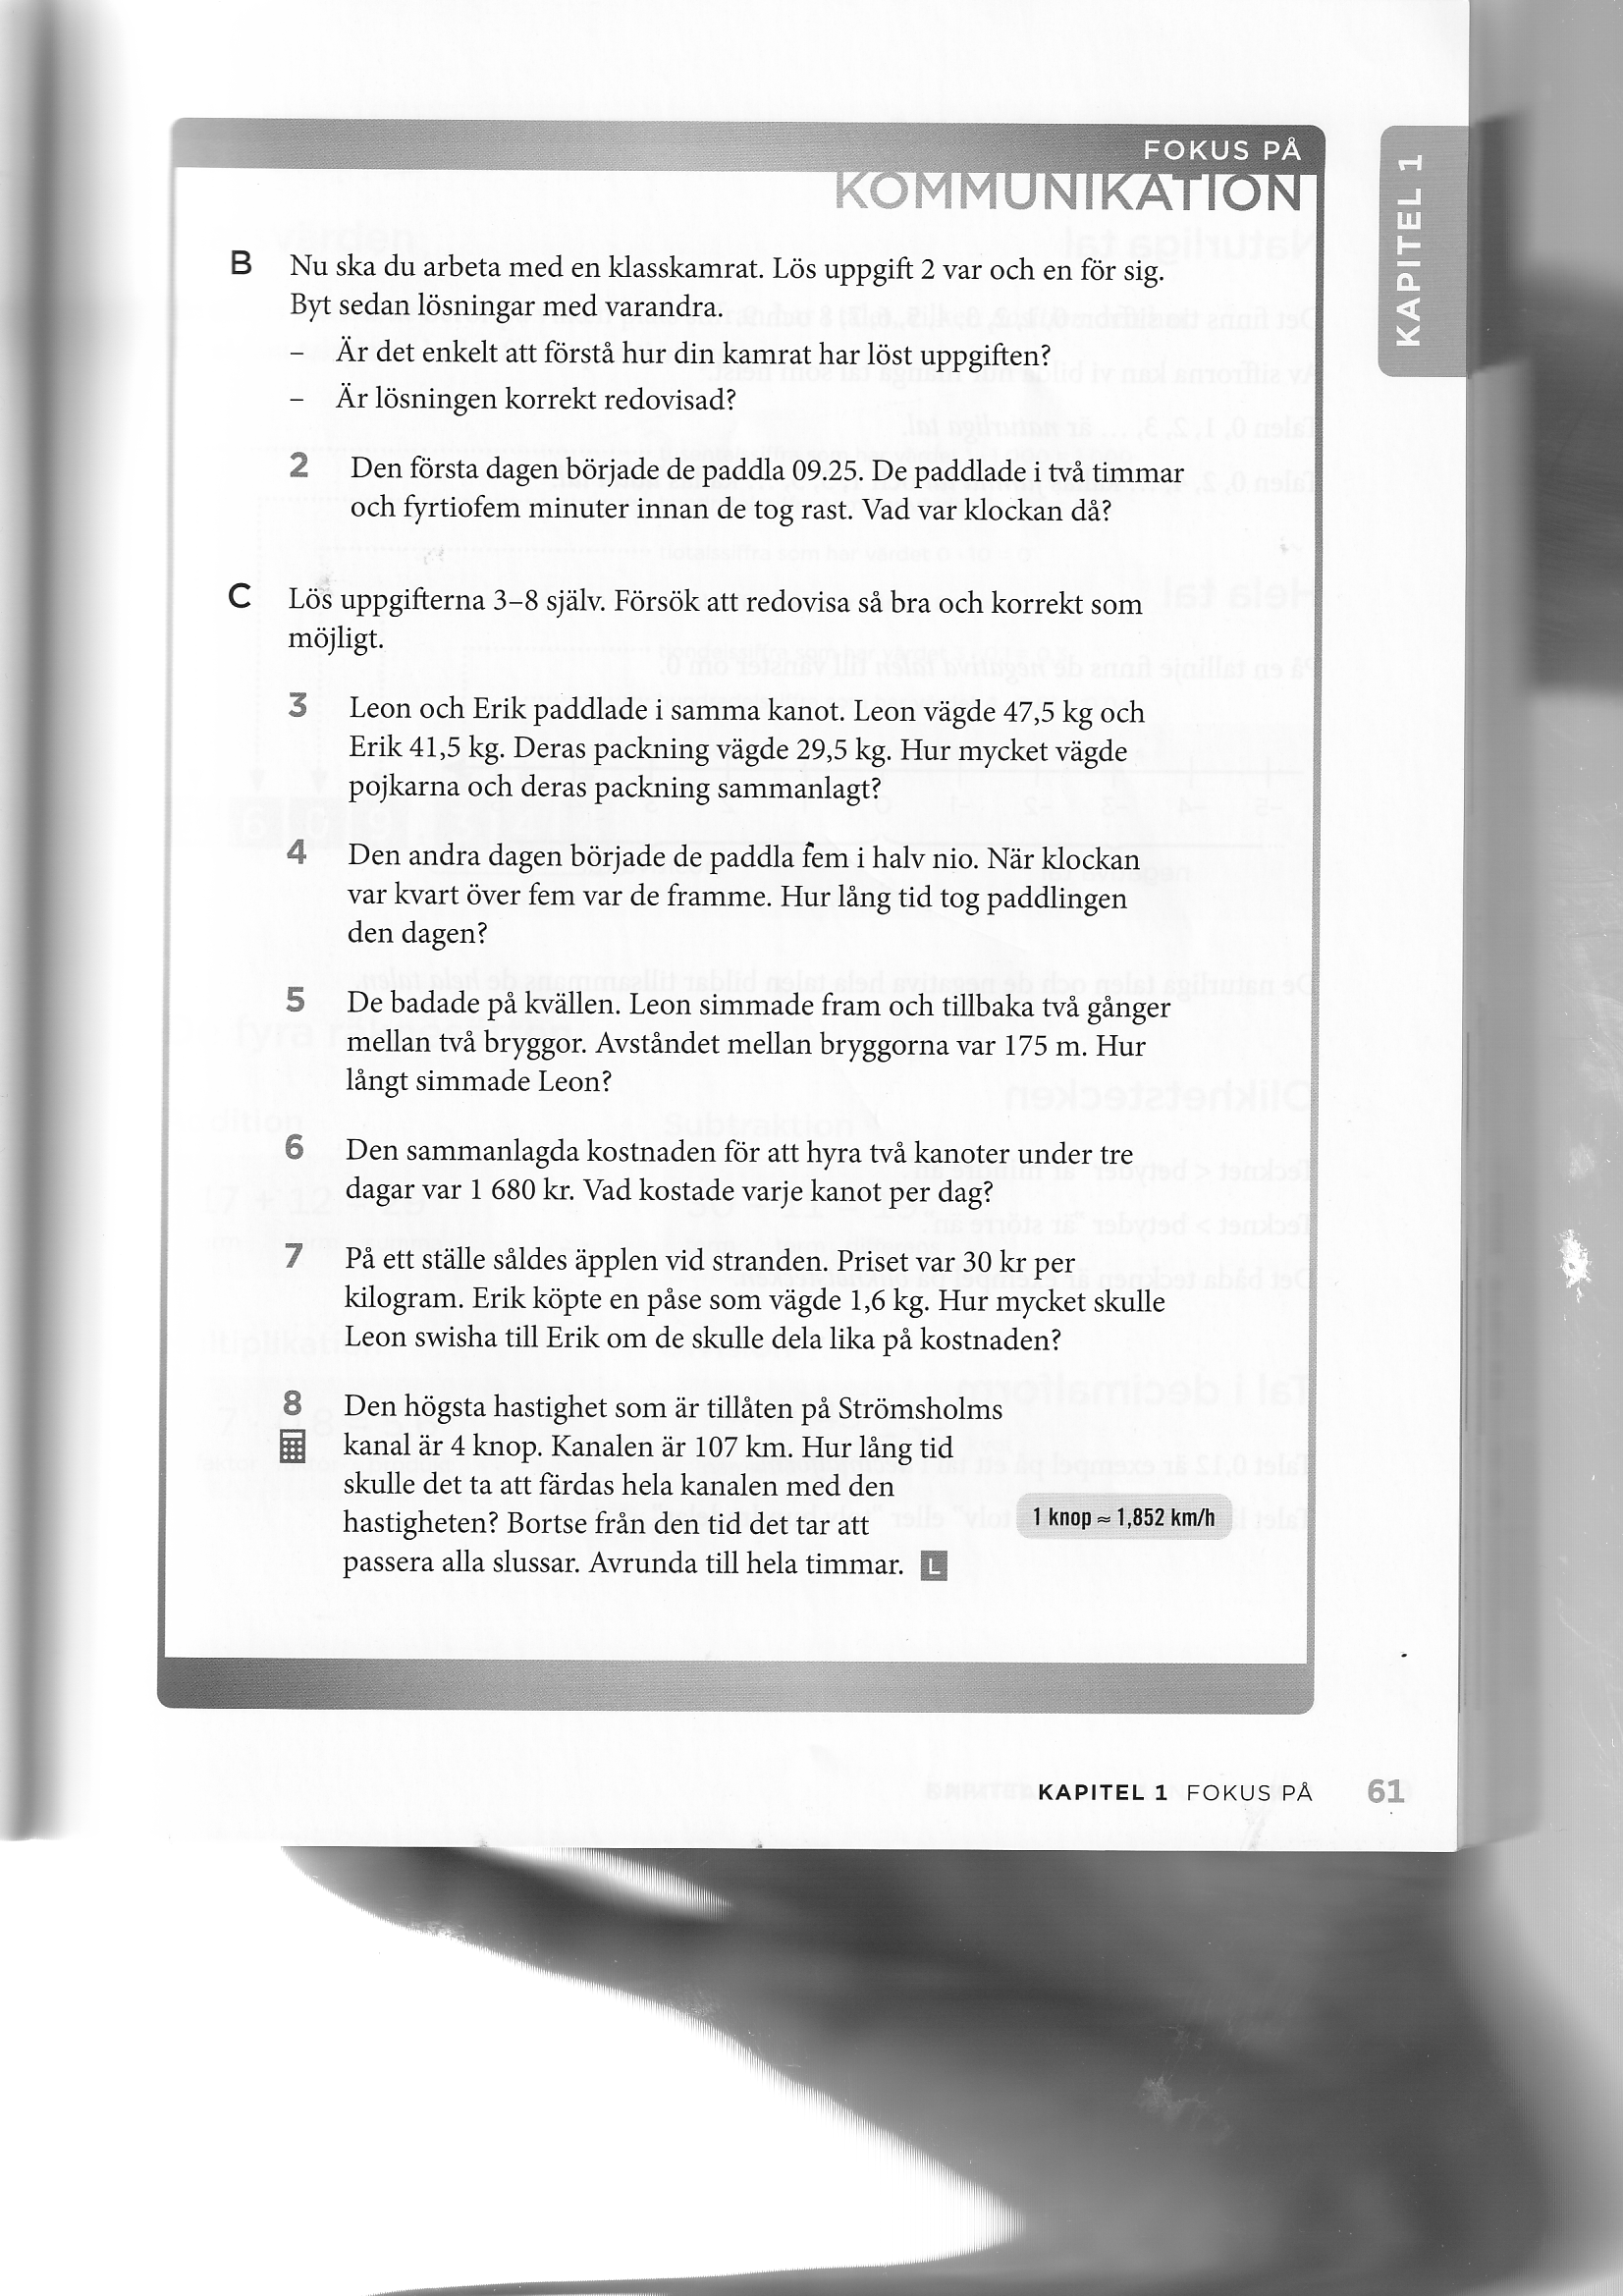 FOKUS PÅ
KOMMUNIKATION
KAPITEL 1
B Nu ska du arbeta med en klasskamrat. Lös uppgift 2 var och en för sig.
Byt sedan lösningar med varandra.
– Är det enkelt att förstå hur din kamrat har löst uppgiften?
– Är lösningen korrekt redovisad?
2 Den första dagen började de paddla 09.25. De paddlade i två timmar
och fyrtiofem minuter innan de tog rast. Vad var klockan då?
C Lös uppgifterna 3–8 själv. Försök att redovisa så bra och korrekt som
möjligt.
3 Leon och Erik paddlade i samma kanot. Leon vägde 47,5 kg och
Erik 41,5 kg. Deras packning vägde 29,5 kg. Hur mycket vägde
pojkarna och deras packning sammanlagt?
4 Den andra dagen började de paddla fem i halv nio. När klockan
var kvart över fem var de framme. Hur lång tid tog paddlingen
den dagen?
5 De badade på kvällen. Leon simmade fram och tillbaka två gånger
mellan två bryggor. Avståndet mellan bryggorna var 175 m. Hur
långt simmade Leon?
6 Den sammanlagda kostnaden för att hyra två kanoter under tre
dagar var 1 680 kr. Vad kostade varje kanot per dag?
7 På ett ställe såldes äpplen vid stranden. Priset var 30 kr per
kilogram. Erik köpte en påse som vägde 1,6 kg. Hur mycket skulle
Leon swisha till Erik om de skulle dela lika på kostnaden?
8 Den högsta hastighet som är tillåten på Strömsholms
kanal är 4 knop. Kanalen är 107 km. Hur lång tid
skulle det ta att färdas hela kanalen med den
hastigheten? Bortse från den tid det tar att
passera alla slussar. Avrunda till hela timmar. L
1 knop ≈ 1,852 km/h
KAPITEL 1 FOKUS PÅ 61